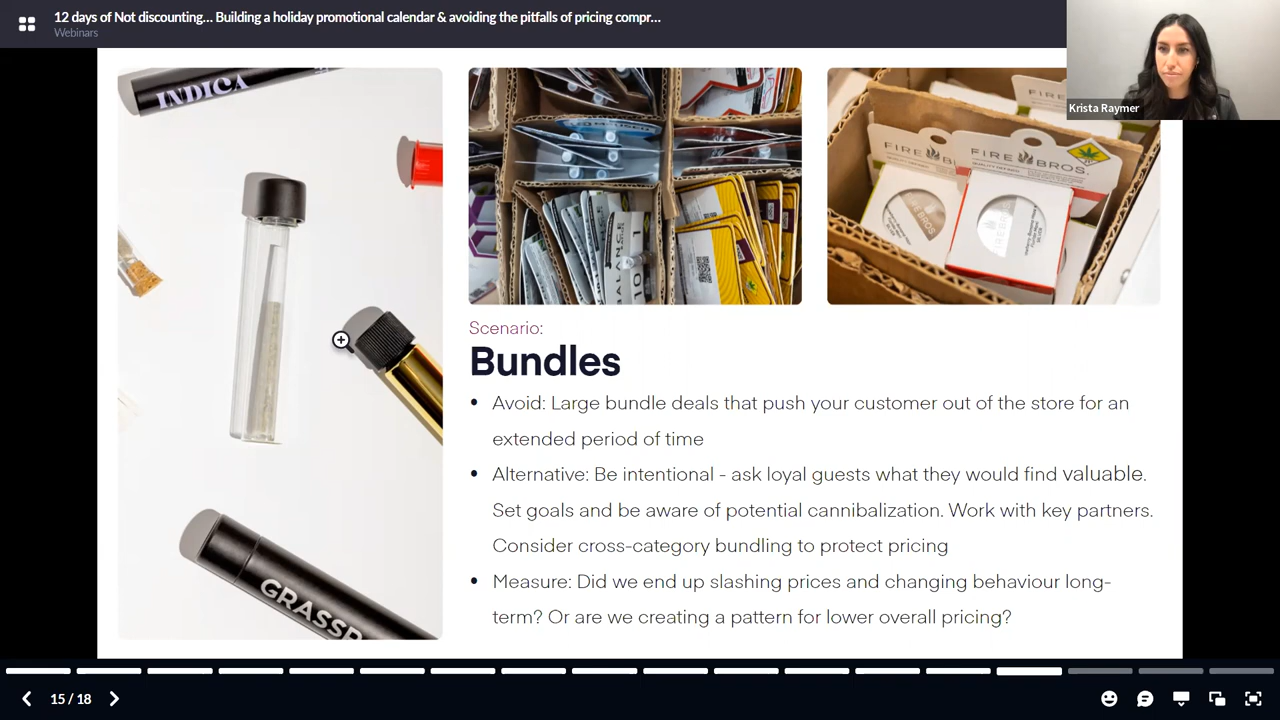 12 days of Not discounting... Building a holiday promotional calendar & avoiding the pitfalls of pricing compr...
Webinars
Krista Raymer
INDICA
FIRE BROS.
FIRE BROS
FIRE BROS
GRASSR
Scenario:
Bundles
• Avoid: Large bundle deals that push your customer out of the store for an
extended period of time
• Alternative: Be intentional - ask loyal guests what they would find valuable.
Set goals and be aware of potential cannibalization. Work with key partners.
Consider cross-category bundling to protect pricing
• Measure: Did we end up slashing prices and changing behaviour long-
term? Or are we creating a pattern for lower overall pricing?
15 / 18